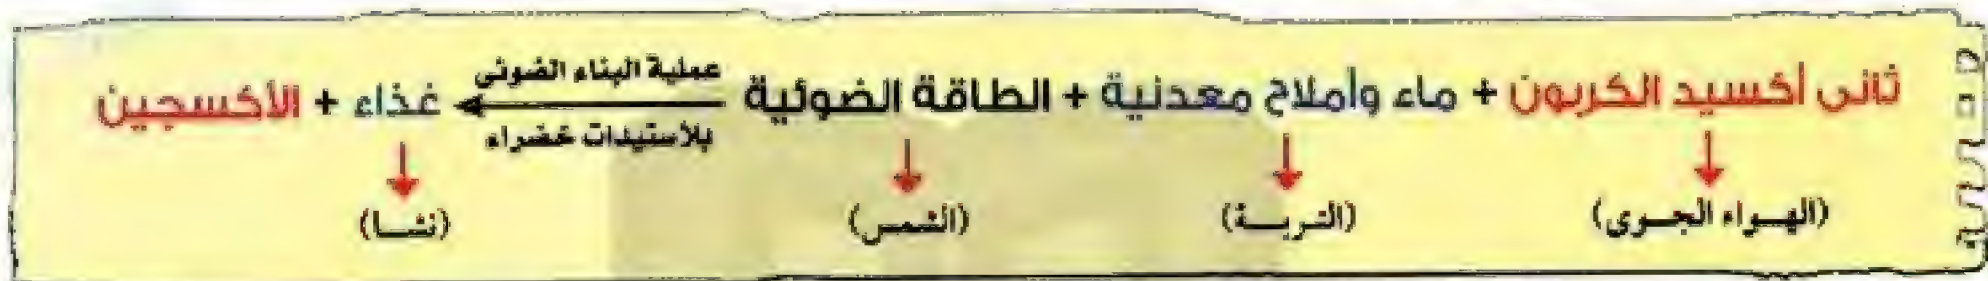 عملية البناء الضوئى
ثانى أكسيد الكربون + ماء وأملاح معدنية + الطاقة الضوئية غذاء + الأكسجين
بلاستيدات خضراء
(الهواء الجوى) (التربة) (الشمس) (نشا)